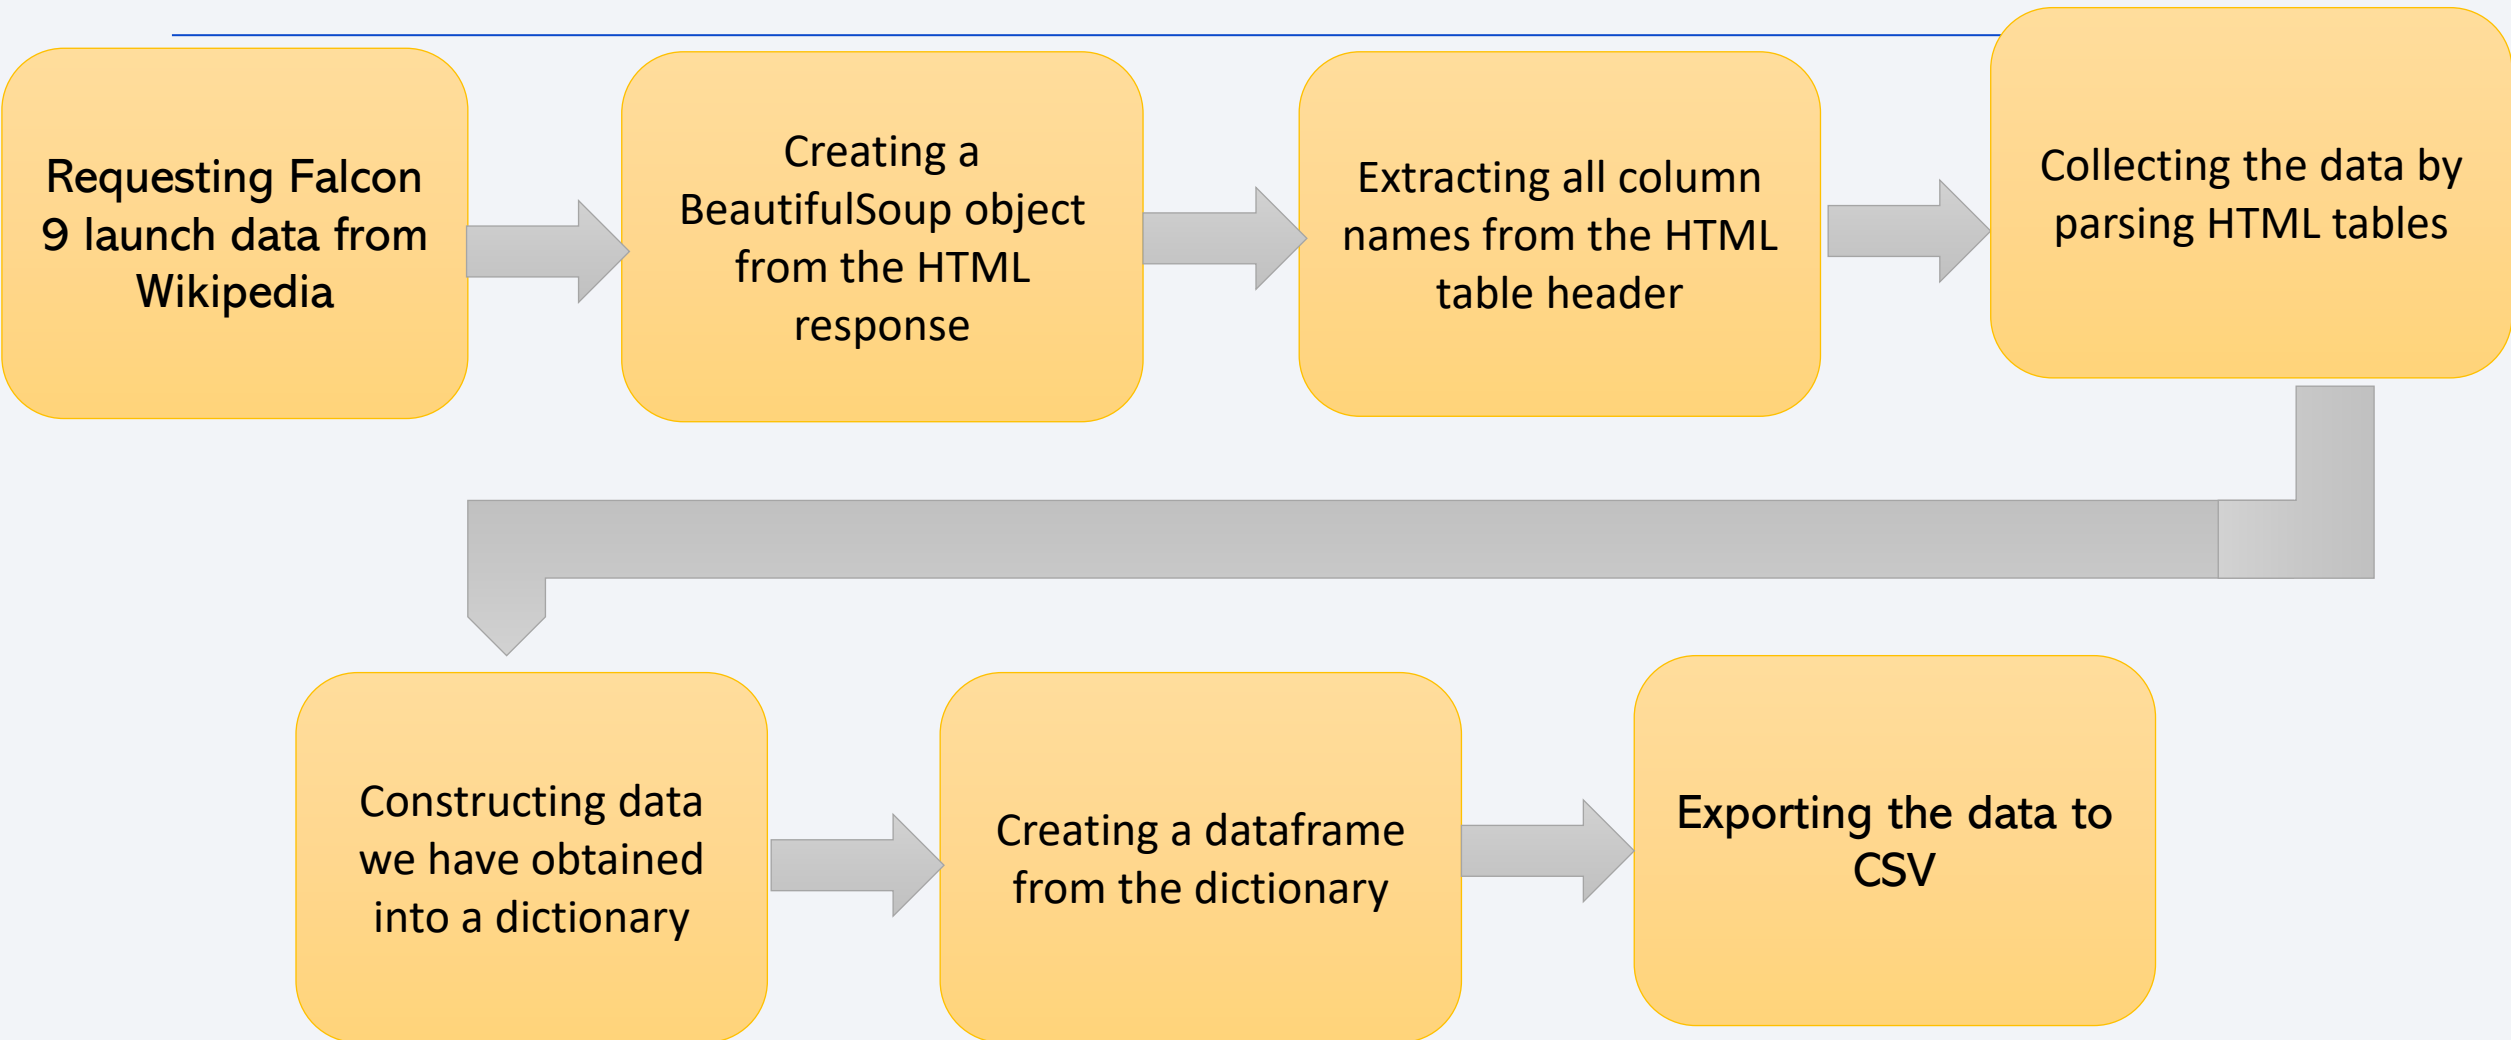 Requesting Falcon
9 launch data from
Wikipedia
Creating a
BeautifulSoup object
from the HTML
response
Extracting all column
names from the HTML
table header
Collecting the data by
parsing HTML tables
Constructing data
we have obtained
into a dictionary
Creating a dataframe
from the dictionary
Exporting the data to
CSV